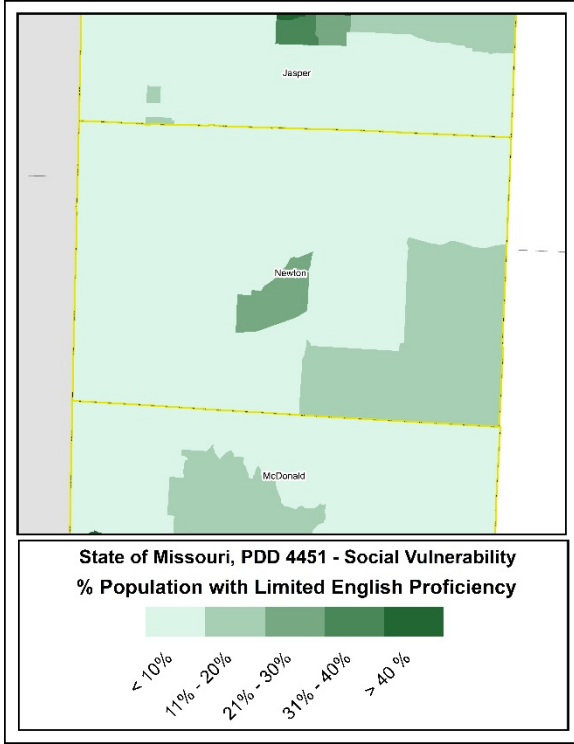 Jasper
Newton
McDonald
State of Missouri, PDD 4451 - Social Vulnerability
% Population with Limited English Proficiency
< 10%
11% - 20%
21% - 30%
31% - 40%
> 40 %